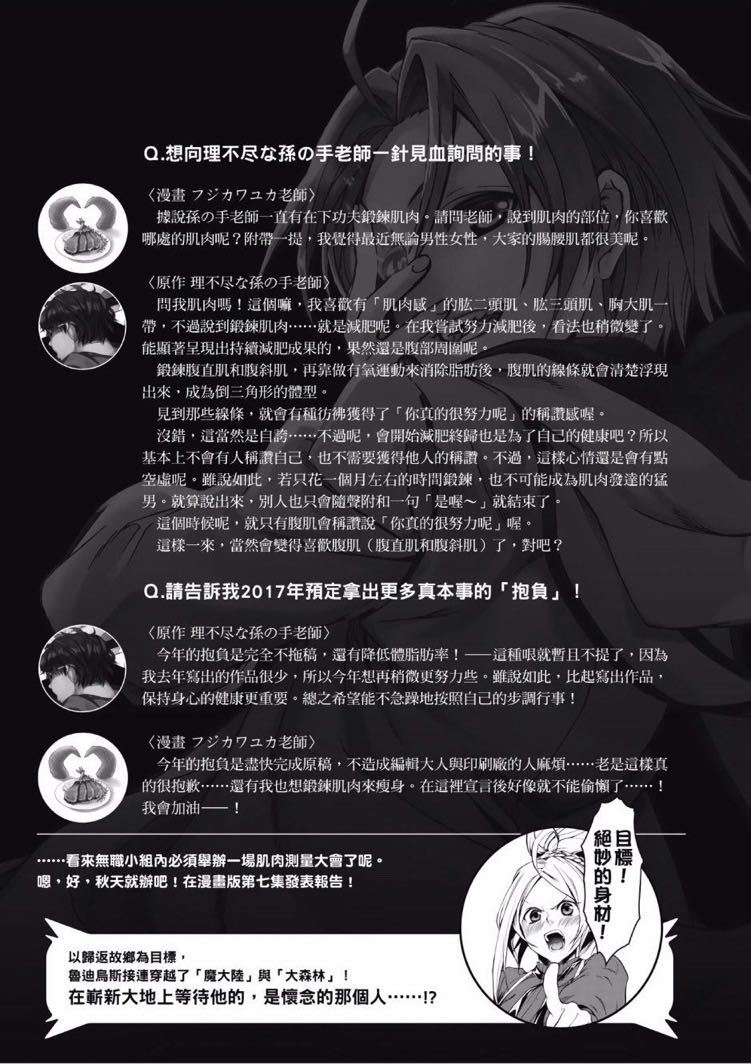 Q.想向理不尽な孫の手老師一針見血詢問的事！
〈漫畫 フジカワユカ老師〉
據說孫の手老師一直有在下功夫鍛鍊肌肉。請問老師，說到肌肉的部位，你喜歡
哪處的肌肉呢？附帶一提，我覺得最近無論男性女性，大家的腸腰肌都很美呢。
〈原作 理不尽な孫の手老師〉
問我肌肉嗎！這個嘛，我喜歡有「肌肉感」的肱二頭肌、肱三頭肌、胸大肌一
帶，不過說到鍛鍊肌肉……就是減肥呢。在我嘗試努力減肥後，看法也稍微變了。
能顯著呈現出持續減肥成果的，果然還是腹部周圍呢。
鍛鍊腹直肌和腹斜肌，再靠做有氧運動來消除脂肪後，腹肌的線條就會清楚浮現
出來，成為倒三角形的體型。
見到那些線條，就會有種彷彿獲得了「你真的很努力呢」的稱讚感喔。
沒錯，這當然是自誇……不過呢，會開始減肥終歸也是為了自己的健康吧？所以
基本上不會有人稱讚自己，也不需要獲得他人的稱讚。不過，這樣心情還是會有點
空虛呢。雖說如此，若只花一個月左右的時間鍛鍊，也不可能成為肌肉發達的猛
男。就算說出來，別人也只會隨聲附和一句「是喔～」就結束了。
這個時候呢，就只有腹肌會稱讚說「你真的很努力呢」喔。
這樣一來，當然會變得喜歡腹肌（腹直肌和腹斜肌）了，對吧？
Q.請告訴我2017年預定拿出更多真本事的「抱負」！
〈原作 理不尽な孫の手老師〉
今年的抱負是完全不拖稿，還有降低體脂肪率！——這種哏就暫且不提了，因為
我去年寫出的作品很少，所以今年想再稍微更努力些。雖說如此，比起寫出作品，
保持身心的健康更重要。總之希望能不急躁地按照自己的步調行事！
〈漫畫 フジカワユカ老師〉
今年的抱負是盡快完成原稿，不造成編輯大人與印刷廠的人麻煩……老是這樣真
的很抱歉……還有我也想鍛鍊肌肉來瘦身。在這裡宣言後好像就不能偷懶了……！
我會加油——！
……看來無職小組內必須舉辦一場肌肉測量大會了呢。
嗯，好，秋天就辦吧！在漫畫版第七集發表報告！
目標！
絕妙的身材！
以歸返故鄉為目標，
魯迪烏斯接連穿越了「魔大陸」與「大森林」！
在嶄新大地上等待他的，是懷念的那個人……!?